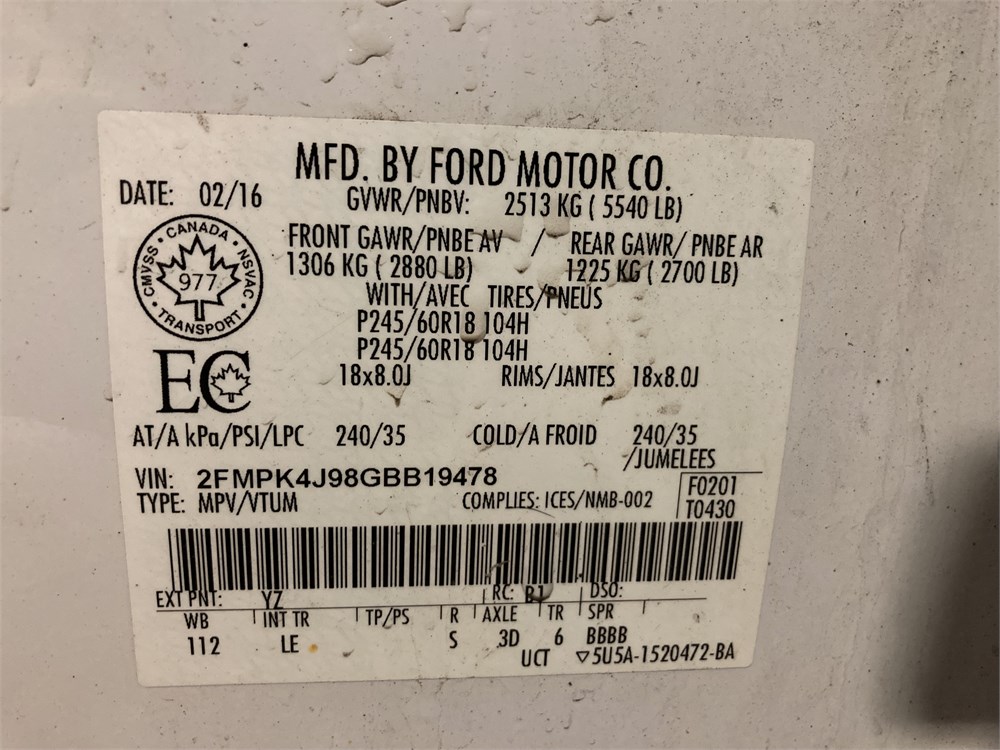 MFD. BY FORD MOTOR CO.
DATE: 02/16 GVWR/PNBV: 2513 KG ( 5540 LB)
FRONT GAWR/PNBE AV / REAR GAWR/ PNBE AR
1306 KG ( 2880 LB) 1225 KG ( 2700 LB)
WITH/AVEC TIRES/PNEUS
P245/60R18 104H
P245/60R18 104H
18x8.0J RIMS/JANTES 18x8.0J
CMVSS • CANADA • NSVAC • TRANSPORT •
977
EC
AT/A kPa/PSI/LPC 240/35 COLD/A FROID 240/35
/JUMELEES
VIN: 2FMPK4J98GBB19478
TYPE: MPV/VTUM COMPLIES: ICES/NMB-002
F0201
T0430
EXT PNT: YZ RC: B1 DSO:
WB INT TR TP/PS R AXLE TR SPR
112 LE S 3D 6 BBBB
UCT ▽5U5A-1520472-BA